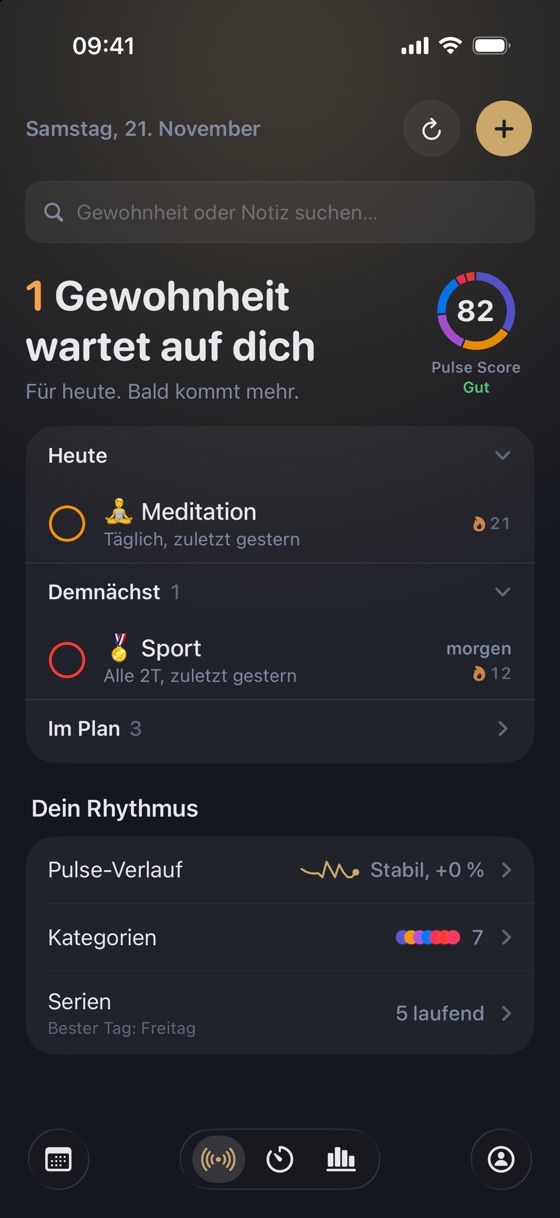 09:41
Samstag, 21. November
Gewohnheit oder Notiz suchen...
1 Gewohnheit
wartet auf dich
Für heute. Bald kommt mehr.
82
Pulse Score
Gut
Heute
Meditation
Täglich, zuletzt gestern
21
Demnächst 1
Sport
Alle 2T, zuletzt gestern
morgen
12
Im Plan 3
Dein Rhythmus
Pulse-Verlauf Stabil, +0 %
Kategorien 7
Serien
Bester Tag: Freitag
5 laufend